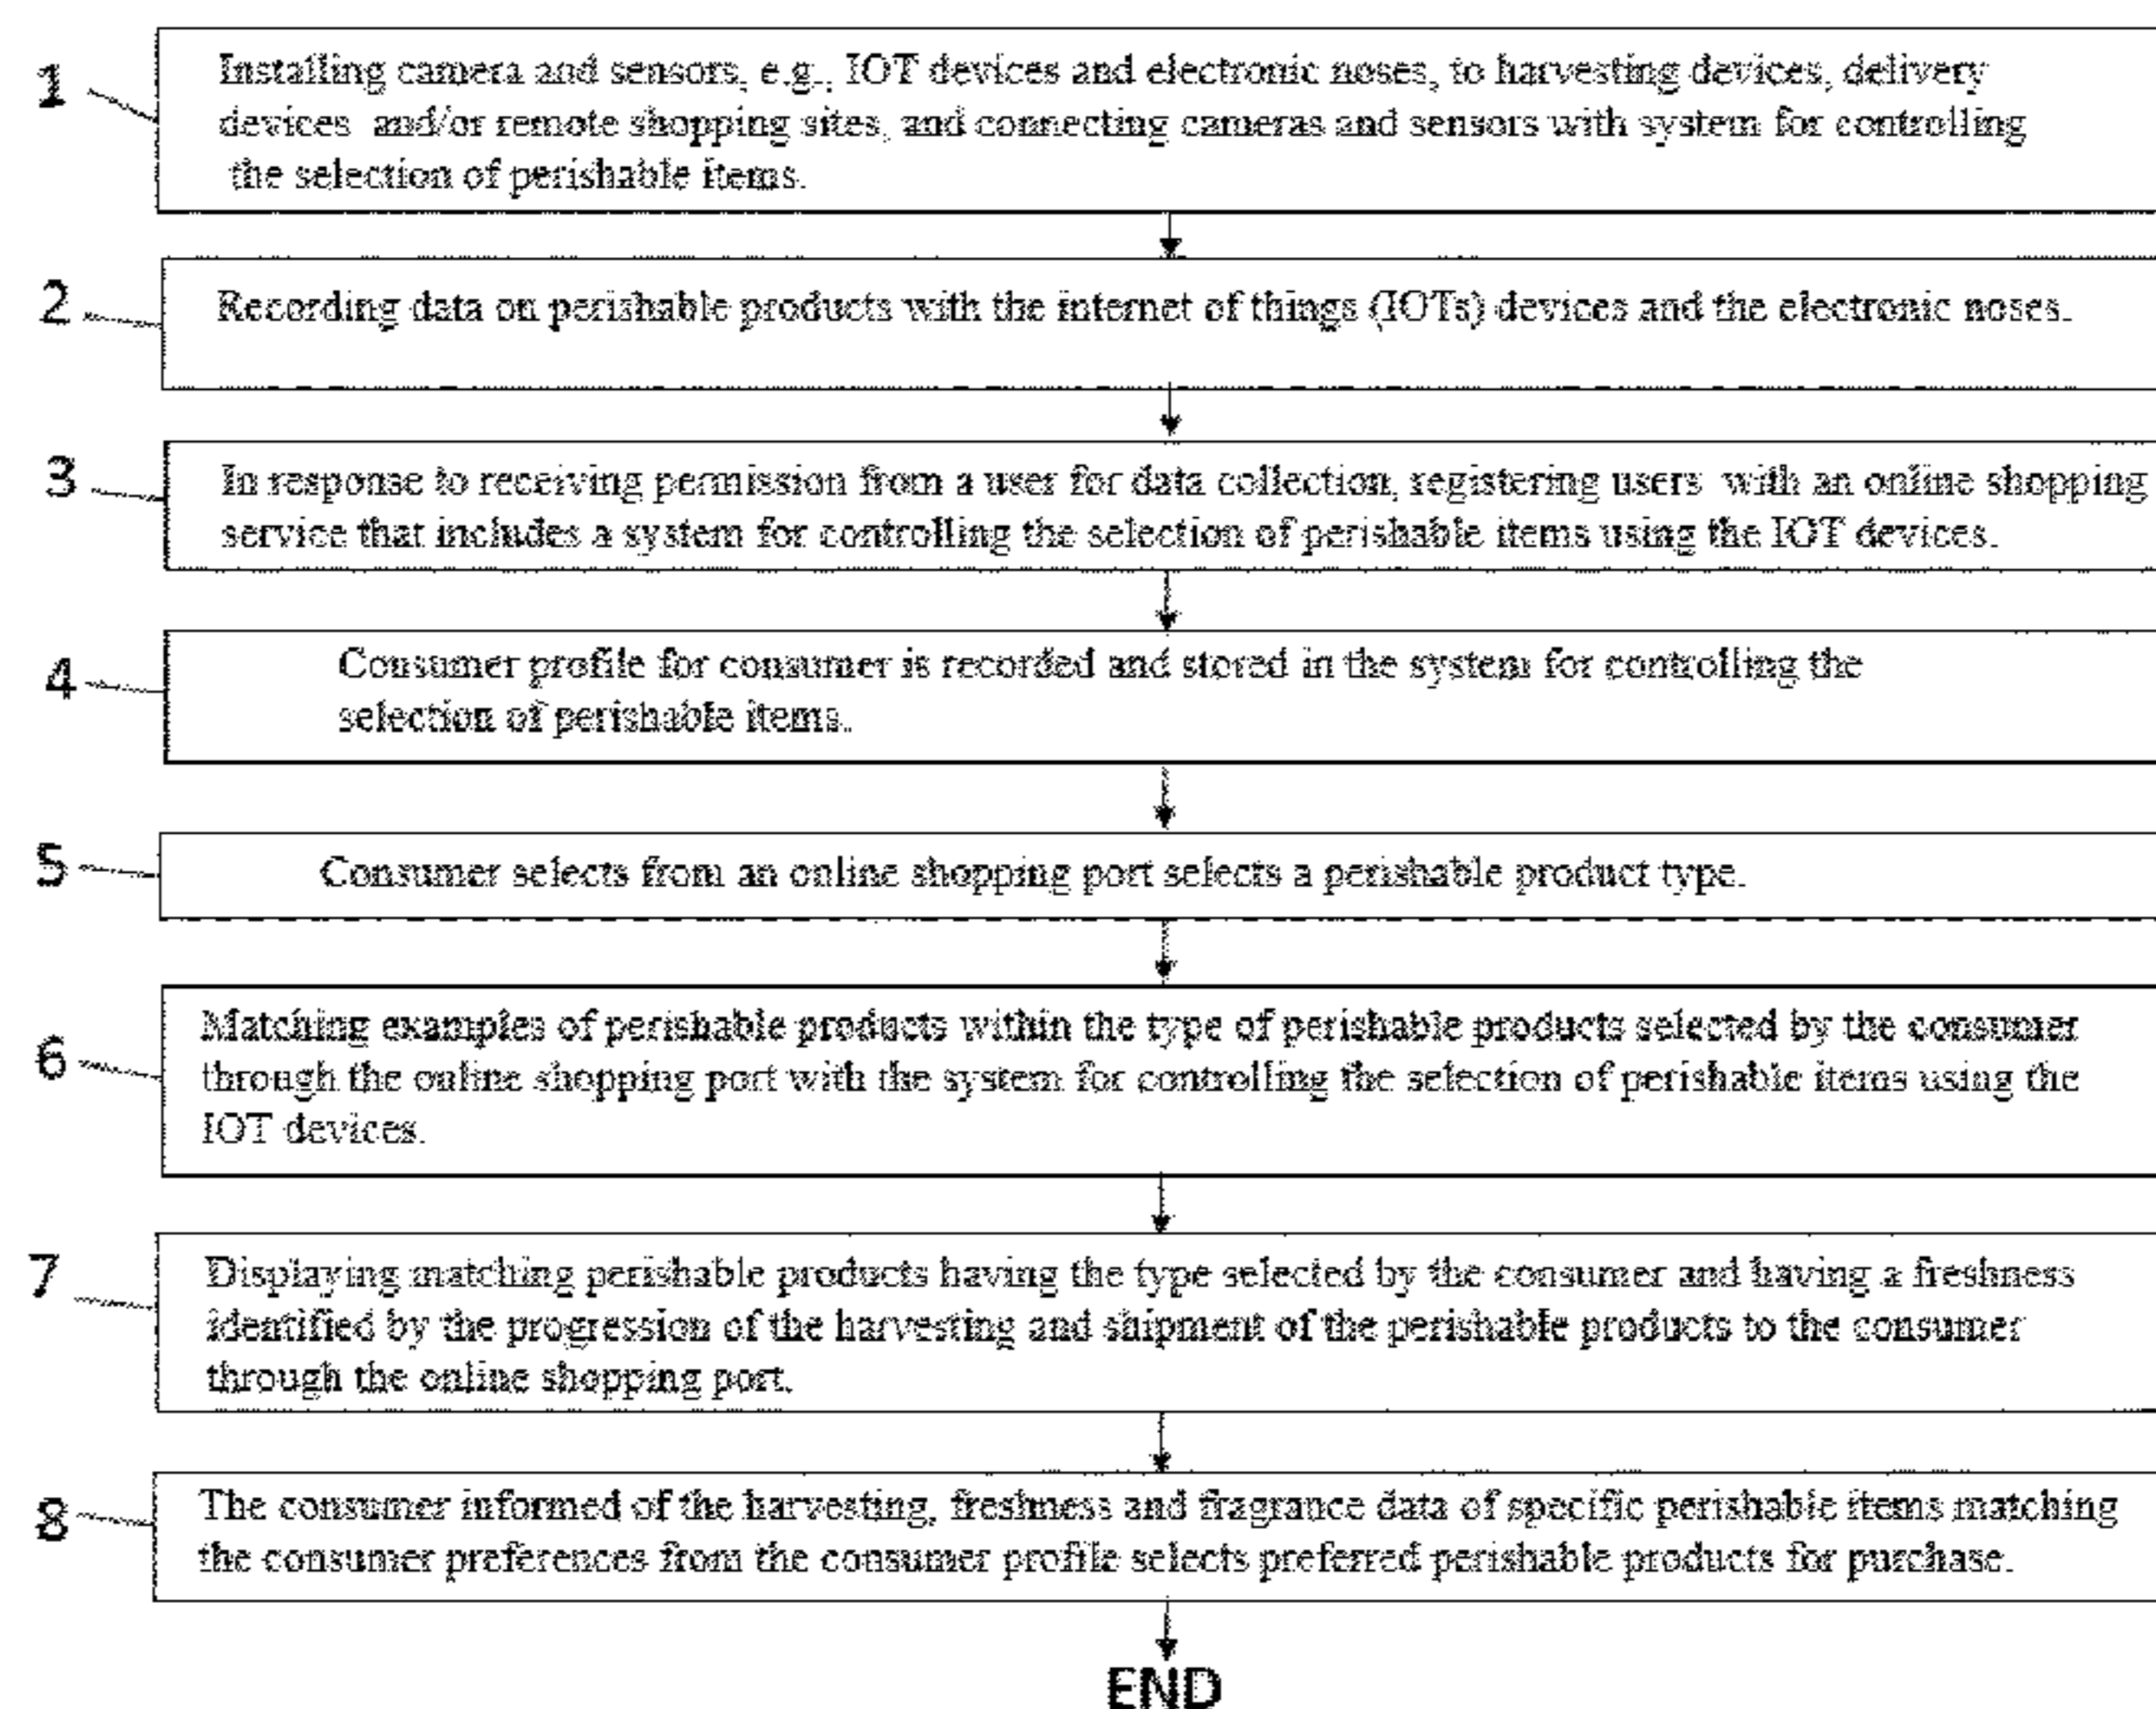 1
Installing camera and sensors, e.g., IOT devices and electronic noses, to harvesting devices, delivery
devices and/or remote shopping sites, and connecting cameras and sensors with system for controlling
the selection of perishable items.
2
Recording data on perishable products with the internet of things (IOTs) devices and the electronic noses.
3
In response to receiving permission from a user for data collection, registering users with an online shopping
service that includes a system for controlling the selection of perishable items using the IOT devices.
4
Consumer profile for consumer is recorded and stored in the system for controlling the
selection of perishable items.
5
Consumer selects from an online shopping port selects a perishable product type.
6
Matching examples of perishable products within the type of perishable products selected by the consumer
through the online shopping port with the system for controlling the selection of perishable items using the
IOT devices.
7
Displaying matching perishable products having the type selected by the consumer and having a freshness
identified by the progression of the harvesting and shipment of the perishable products to the consumer
through the online shopping port.
8
The consumer informed of the harvesting, freshness and fragrance data of specific perishable items matching
the consumer preferences from the consumer profile selects preferred perishable products for purchase.
END